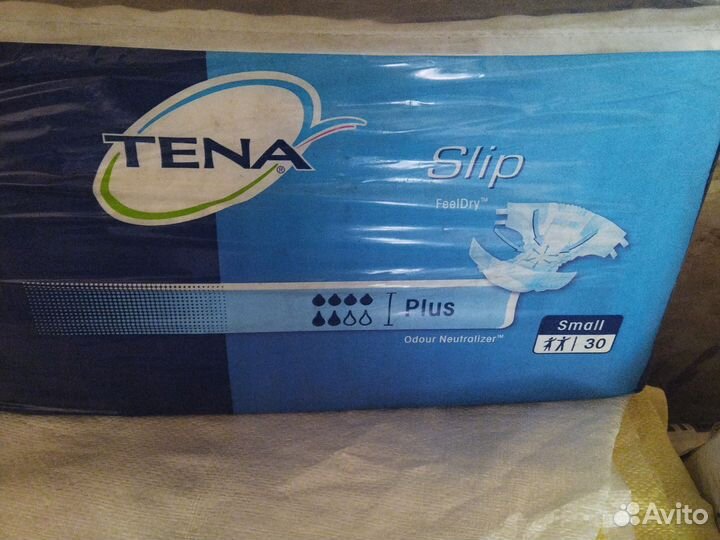 TENA®
Slip
FeelDry™
Plus
Odour Neutralizer™
Small
30
Avito